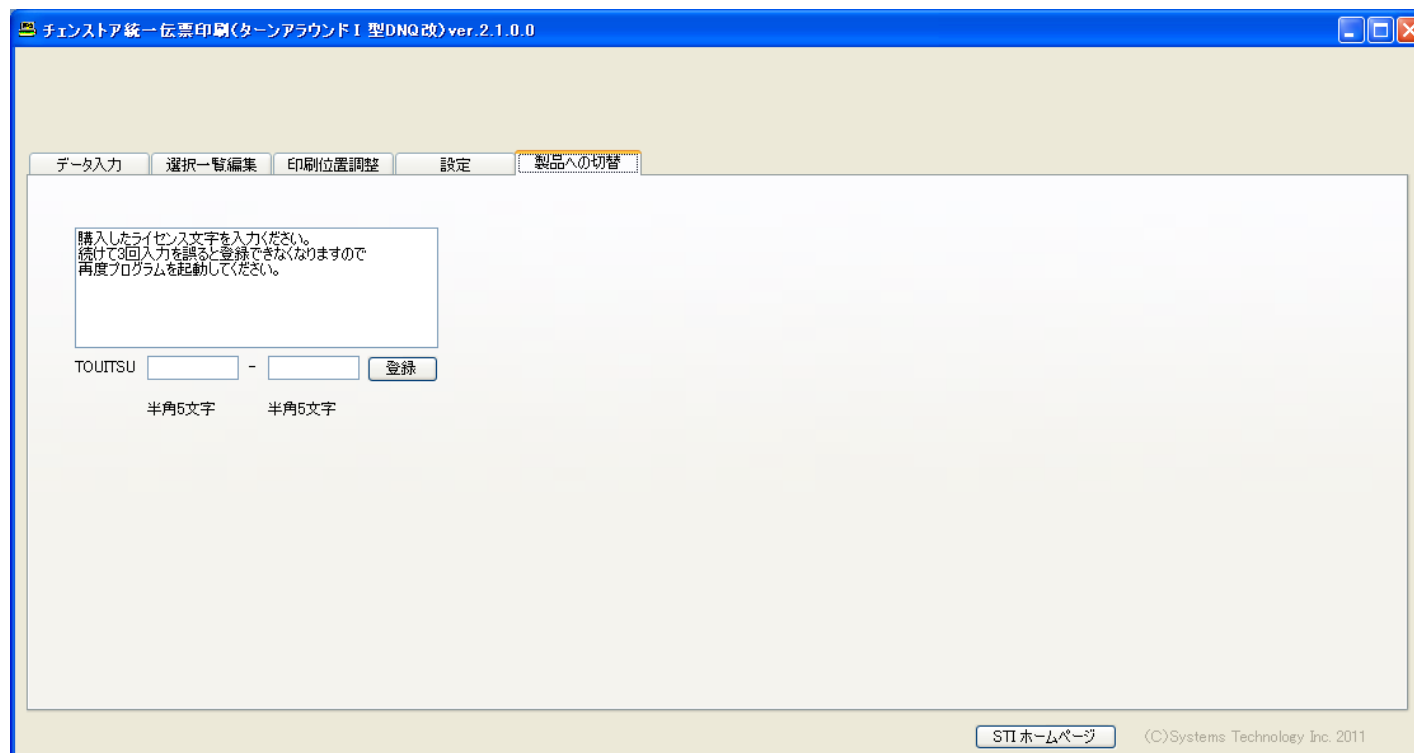 チェンストア統一伝票印刷(ターンアラウンドⅠ型DNQ改)ver.2.1.0.0
データ入力 選択一覧編集 印刷位置調整 設定 製品への切替
購入したライセンス文字を入力ください。
続けて3回入力を誤ると登録できなくなりますので
再度プログラムを起動してください。
TOUITSU - 登録
半角5文字 半角5文字
STI ホームページ (C)Systems Technology Inc. 2011